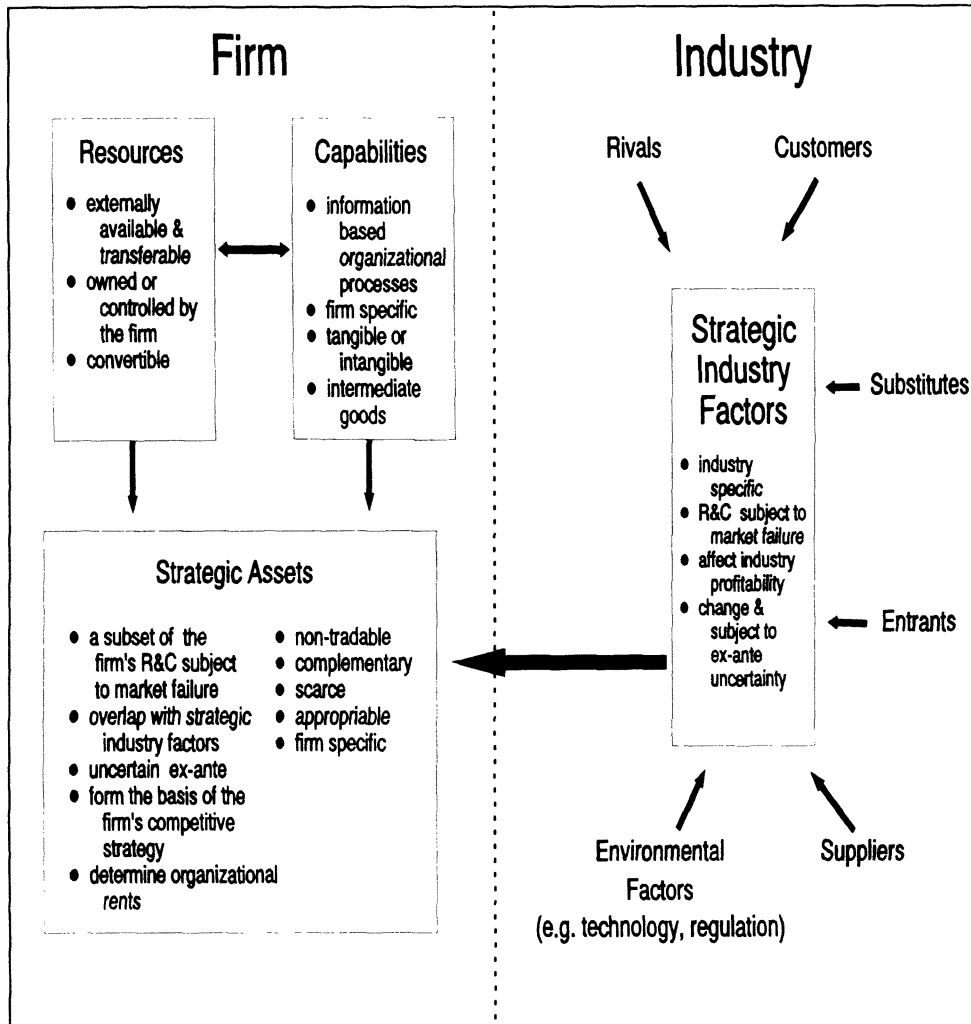 Firm
Resources
● externally
available &
transferable
● owned or
controlled by
the firm
● convertible
Capabilities
● information
based
organizational
processes
● firm specific
● tangible or
intangible
● intermediate
goods
Strategic Assets
● a subset of the
firm's R&C subject
to market failure
● overlap with strategic
industry factors
● uncertain ex-ante
● form the basis of the
firm's competitive
strategy
● determine organizational
rents
● non-tradable
● complementary
● scarce
● appropriable
● firm specific
Industry
Rivals
Customers
Strategic
Industry
Factors
● industry
specific
● R&C subject to
market failure
● affect industry
profitability
● change &
subject to
ex-ante
uncertainty
Substitutes
Entrants
Environmental
Factors
(e.g. technology, regulation)
Suppliers